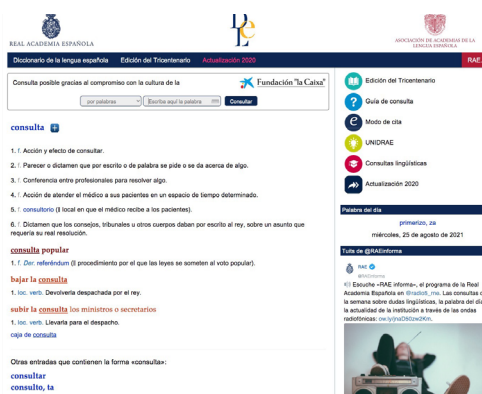 REAL ACADEMIA ESPAÑOLA
ASOCIACIÓN DE ACADEMIAS DE LA
LENGUA ESPAÑOLA
Diccionario de la lengua española
Edición del Tricentenario
Actualización 2020
RAE.
Consulta posible gracias al compromiso con la cultura de la
Fundación "la Caixa"
por palabras
Escriba aquí la palabra
Consultar
consulta
1. f. Acción y efecto de consultar.
2. f. Parecer o dictamen que por escrito o de palabra se pide o se da acerca de algo.
3. f. Conferencia entre profesionales para resolver algo.
4. f. Acción de atender el médico a sus pacientes en un espacio de tiempo determinado.
5. f. consultorio (‖ local en que el médico recibe a los pacientes).
6. f. Dictamen que los consejos, tribunales u otros cuerpos daban por escrito al rey, sobre un asunto que
requería su real resolución.
consulta popular
1. f. Der. referéndum (‖ procedimiento por el que las leyes se someten al voto popular).
bajar la consulta
1. loc. verb. Devolverla despachada por el rey.
subir la consulta los ministros o secretarios
1. loc. verb. Llevarla para el despacho.
caja de consulta
Otras entradas que contienen la forma «consulta»:
consultar
consulto, ta
Edición del Tricentenario
Guía de consulta
Modo de cita
UNIDRAE
Consultas lingüísticas
Actualización 2020
Palabra del día
primerizo, za
miércoles, 25 de agosto de 2021
Tuits de @RAEinforma
RAE
@RAEinforma
Escuche «RAE informa», el programa de la Real
Academia Española en @radio5_rne. Las consultas d
la semana sobre dudas lingüísticas, la palabra del día
la actualidad de la institución a través de las ondas
radiofónicas: